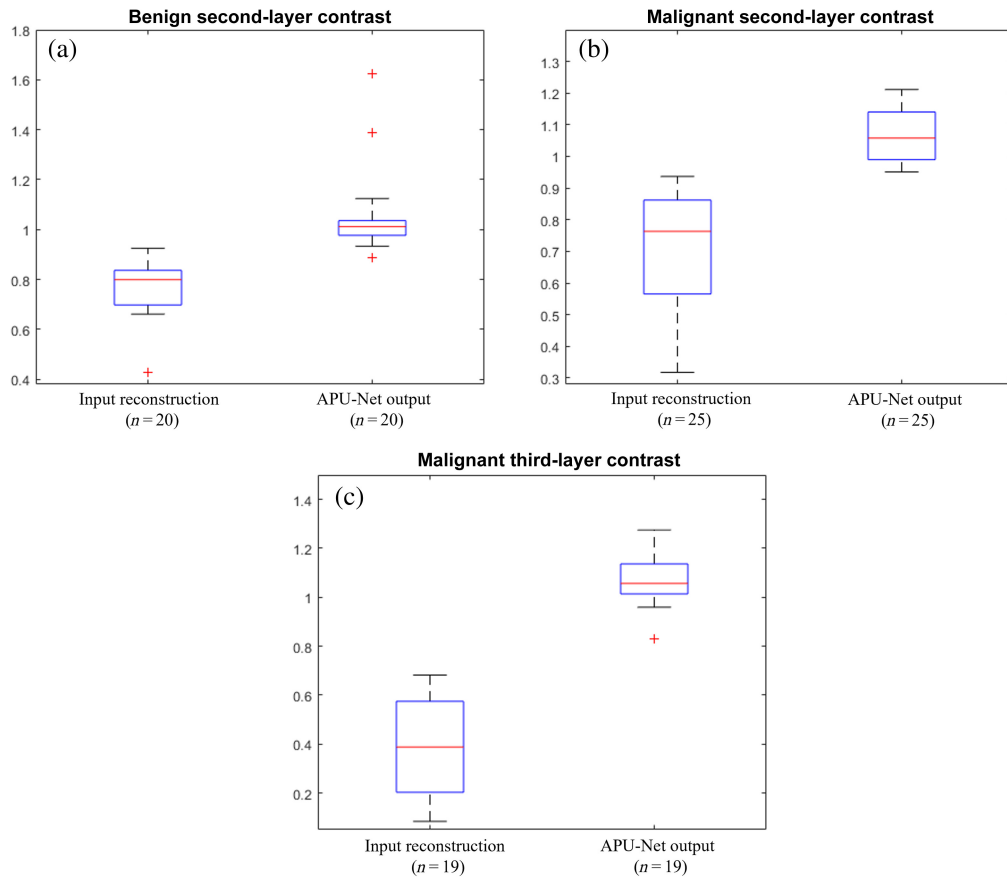 Benign second-layer contrast
(a)
1.8
1.6
1.4
1.2
1
0.8
0.6
0.4
Input reconstruction
(n = 20)
APU-Net output
(n = 20)
Malignant second-layer contrast
(b)
1.3
1.2
1.1
1
0.9
0.8
0.7
0.6
0.5
0.4
0.3
Input reconstruction
(n = 25)
APU-Net output
(n = 25)
Malignant third-layer contrast
(c)
1.4
1.2
1
0.8
0.6
0.4
0.2
Input reconstruction
(n = 19)
APU-Net output
(n = 19)